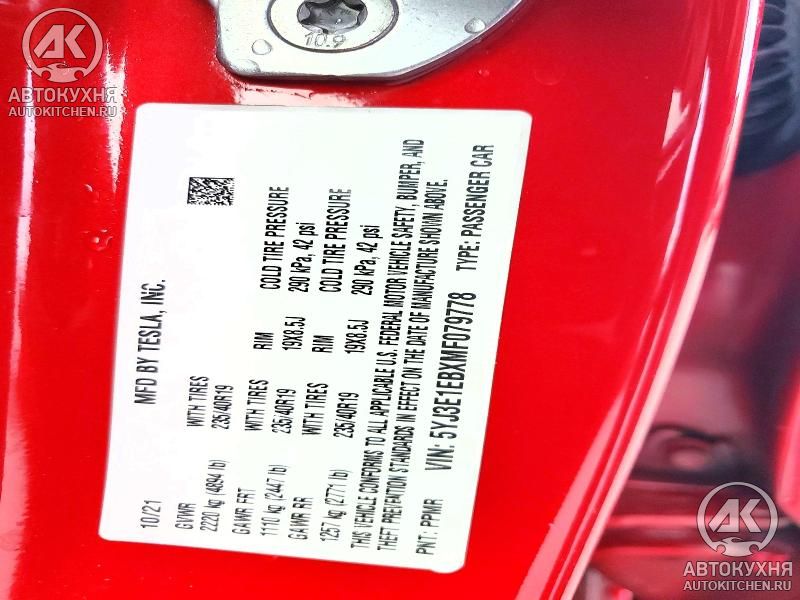 10.9
10/21 MFD BY TESLA, INC.
GVWR WITH TIRES RIM COLD TIRE PRESSURE
2220 kg (4894 lb) 235/40R19 19X8.5J 290 kPa, 42 psi
GAWR FRT WITH TIRES RIM COLD TIRE PRESSURE
1110 kg (2447 lb) 235/40R19 19X8.5J 290 kPa, 42 psi
GAWR RR
1257 kg (2771 lb) 235/40R19
THIS VEHICLE CONFORMS TO ALL APPLICABLE U.S. FEDERAL MOTOR VEHICLE SAFETY, BUMPER, AND
THEFT PREVENTION STANDARDS IN EFFECT ON THE DATE OF MANUFACTURE SHOWN ABOVE.
PNT: PPMR VIN: 5YJ3E1EBXMF079778 TYPE: PASSENGER CAR
АК
АВТОКУХНЯ
AUTOKITCHEN.RU
АК
АВТОКУХНЯ
AUTOKITCHEN.RU